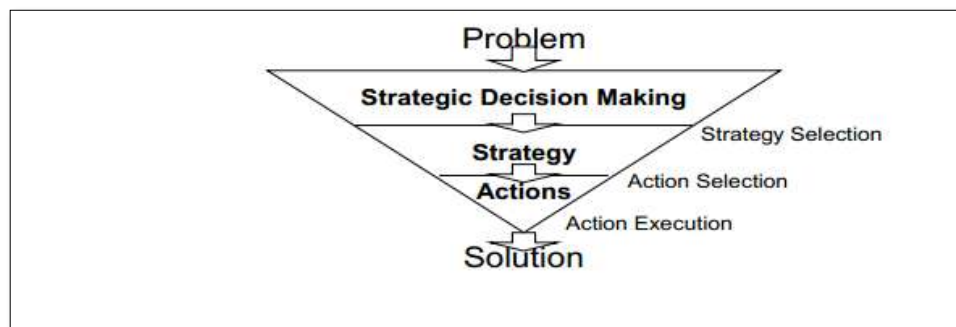 Problem
Strategic Decision Making
Strategy Selection
Strategy
Action Selection
Actions
Action Execution
Solution